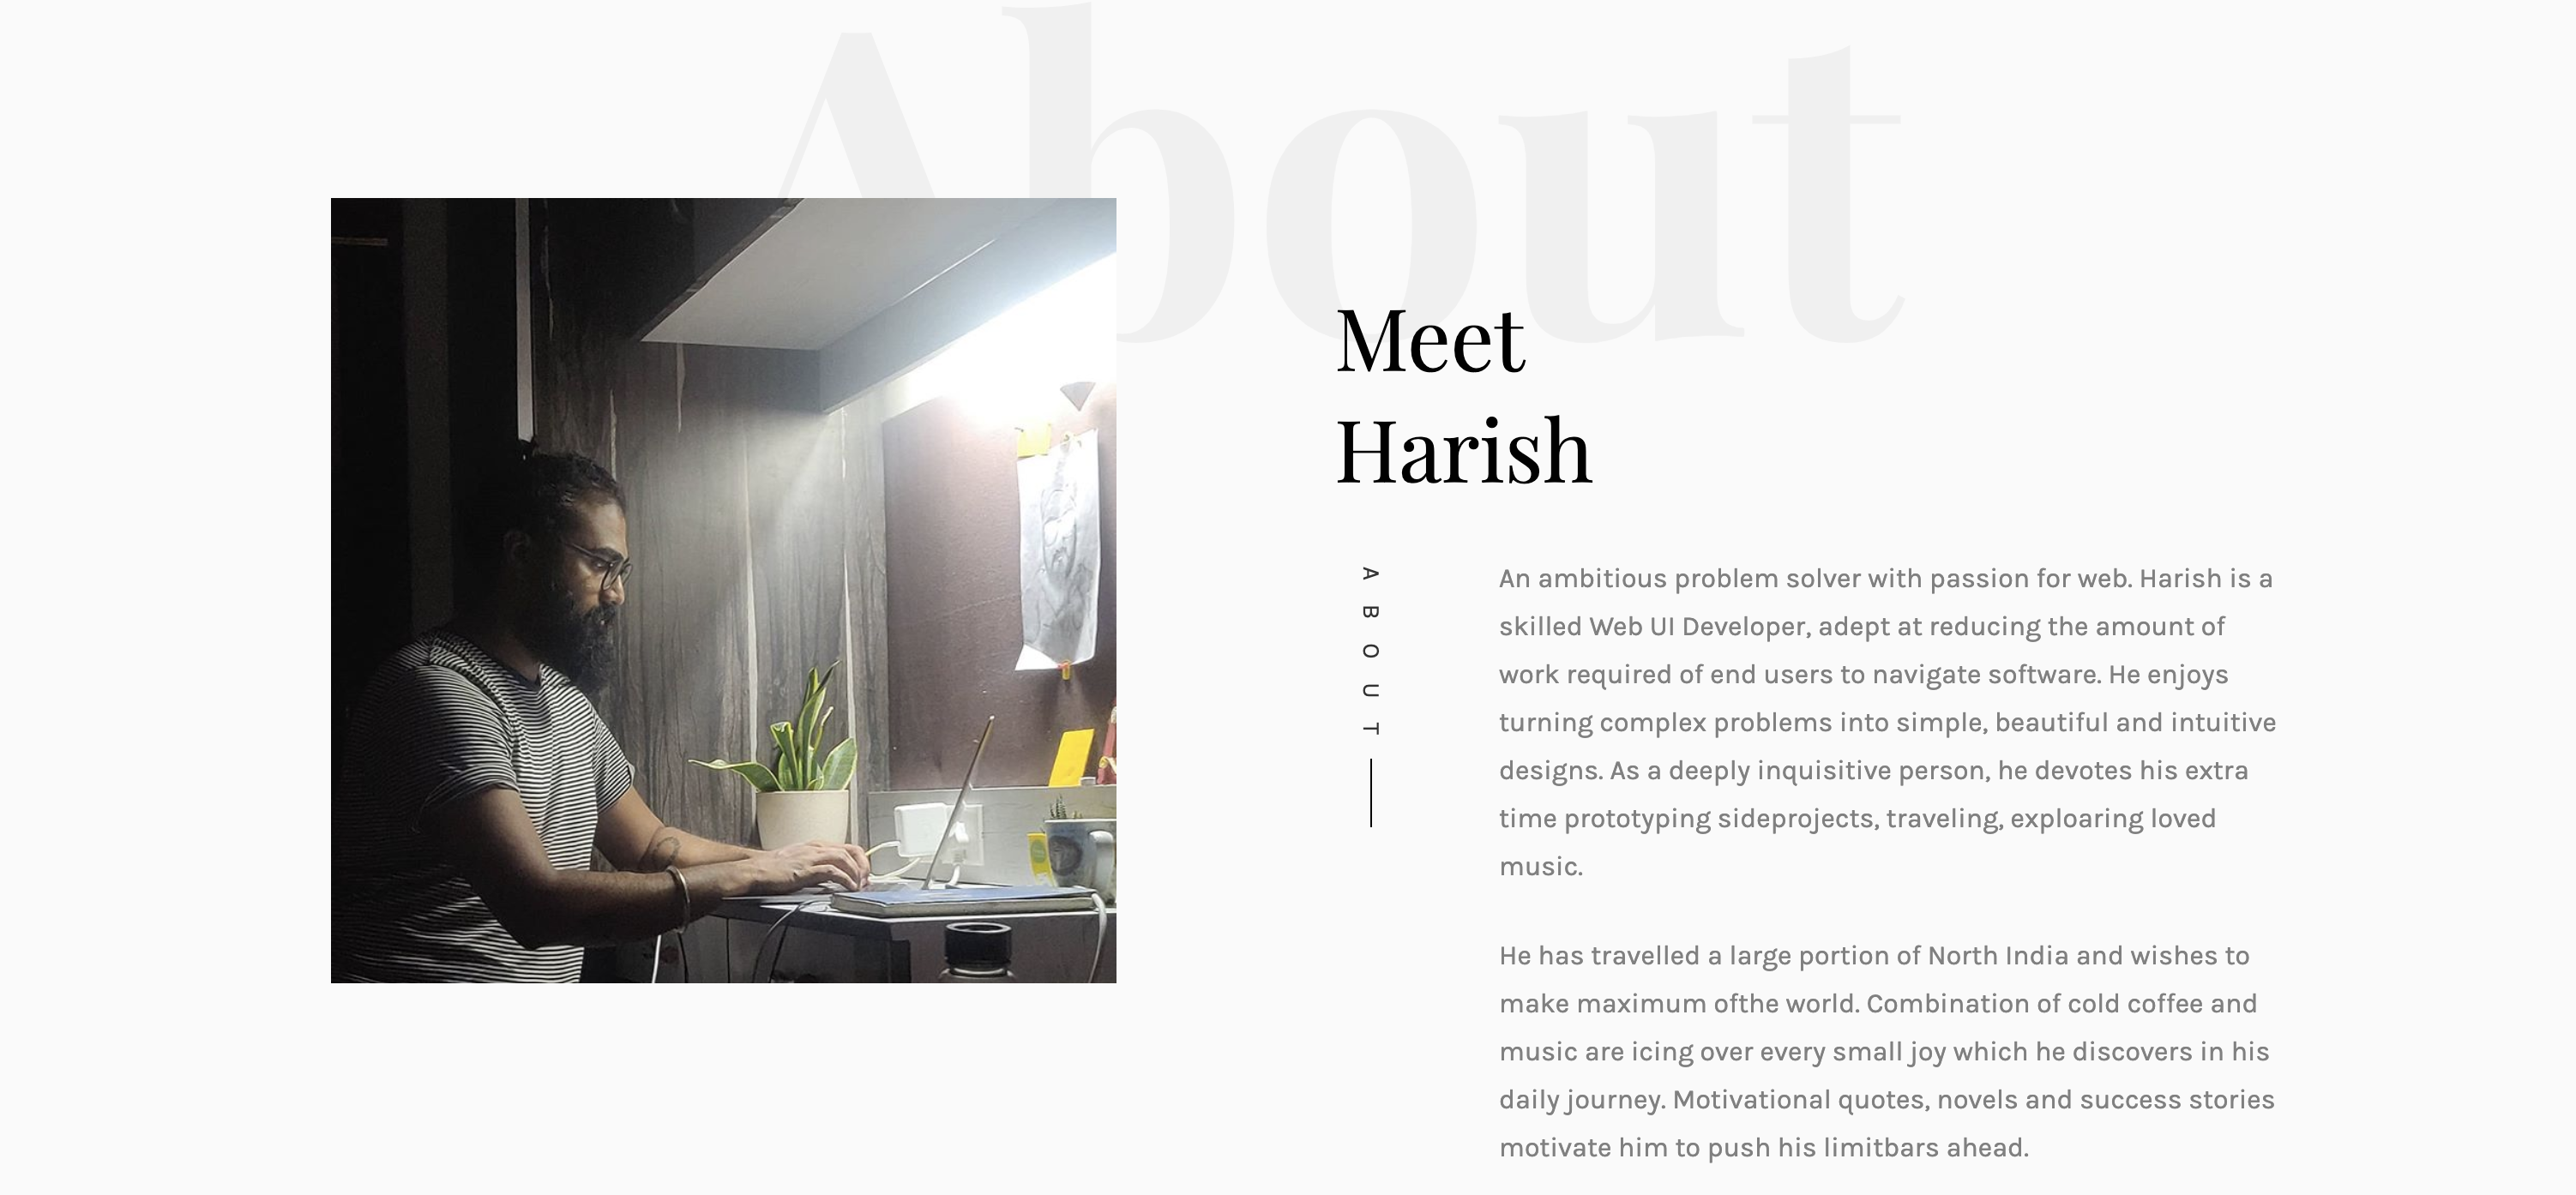 About
Meet
Harish
ABOUT
An ambitious problem solver with passion for web. Harish is a
skilled Web UI Developer, adept at reducing the amount of
work required of end users to navigate software. He enjoys
turning complex problems into simple, beautiful and intuitive
designs. As a deeply inquisitive person, he devotes his extra
time prototyping sideprojects, traveling, exploaring loved
music.
He has travelled a large portion of North India and wishes to
make maximum ofthe world. Combination of cold coffee and
music are icing over every small joy which he discovers in his
daily journey. Motivational quotes, novels and success stories
motivate him to push his limitbars ahead.